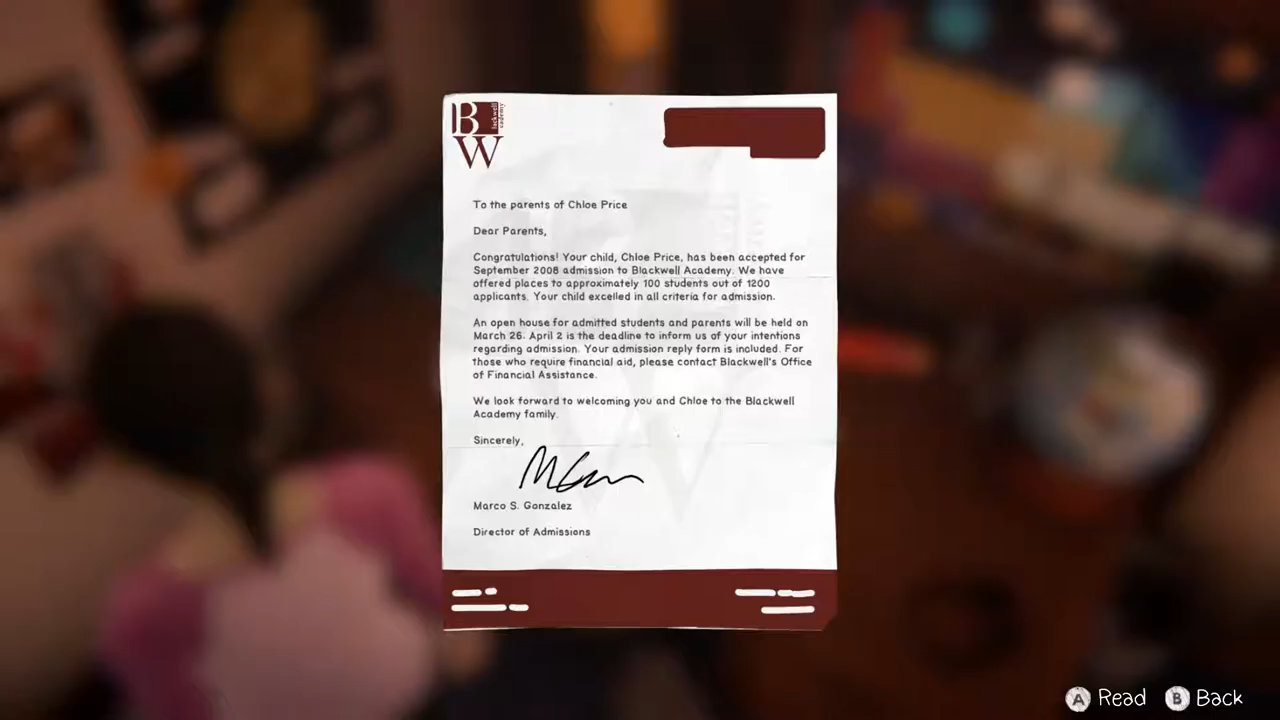 BW
Blackwell
academy
To the parents of Chloe Price
Dear Parents,
Congratulations! Your child, Chloe Price, has been accepted for
September 2008 admission to Blackwell Academy. We have
offered places to approximately 100 students out of 1200
applicants. Your child excelled in all criteria for admission.
An open house for admitted students and parents will be held on
March 26. April 2 is the deadline to inform us of your intentions
regarding admission. Your admission reply form is included. For
those who require financial aid, please contact Blackwell's Office
of Financial Assistance.
We look forward to welcoming you and Chloe to the Blackwell
Academy family.
Sincerely,
Marco S. Gonzalez
Director of Admissions
A Read B Back